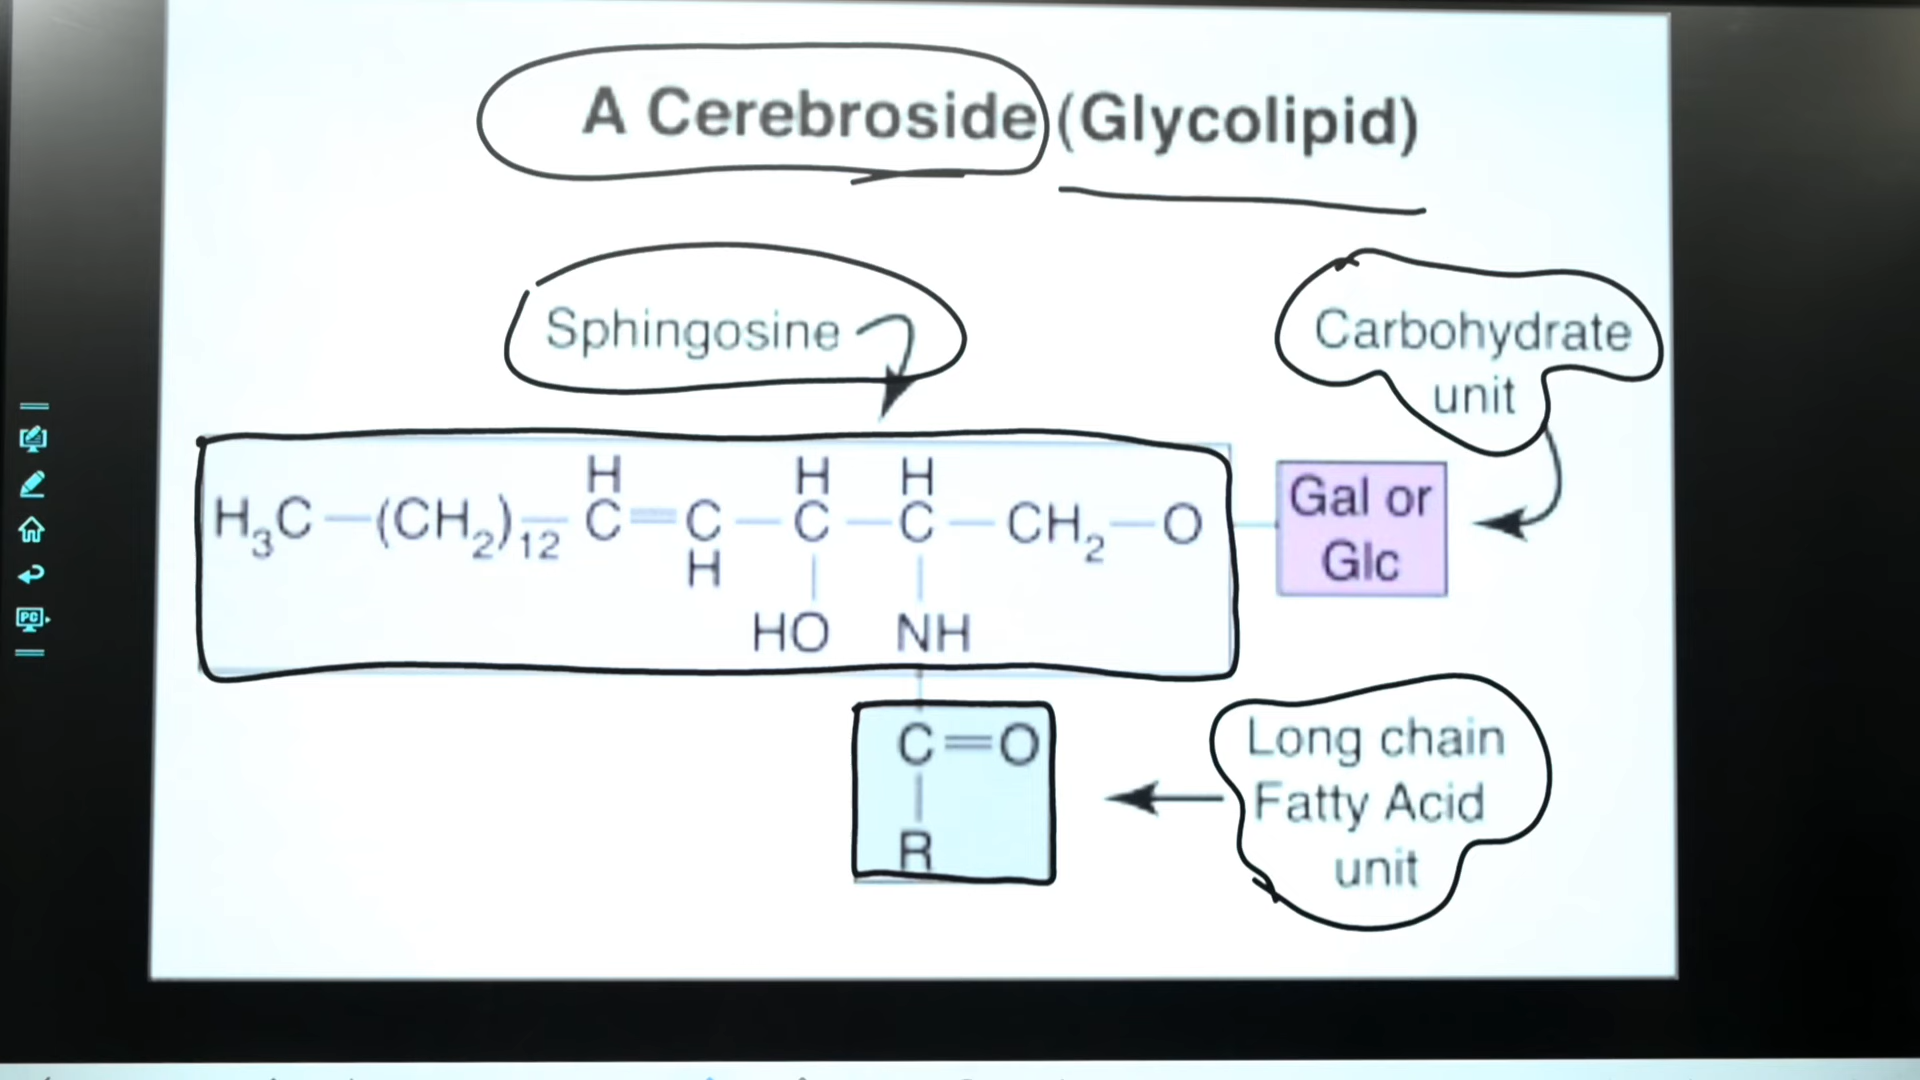 A Cerebroside (Glycolipid)
Sphingosine
Carbohydrate
unit
H H H
H₃C—(CH₂)₁₂—C=C—C—C—CH₂—O
H
HO NH
Gal or
Glc
C=O
R
Long chain
Fatty Acid
unit
PC